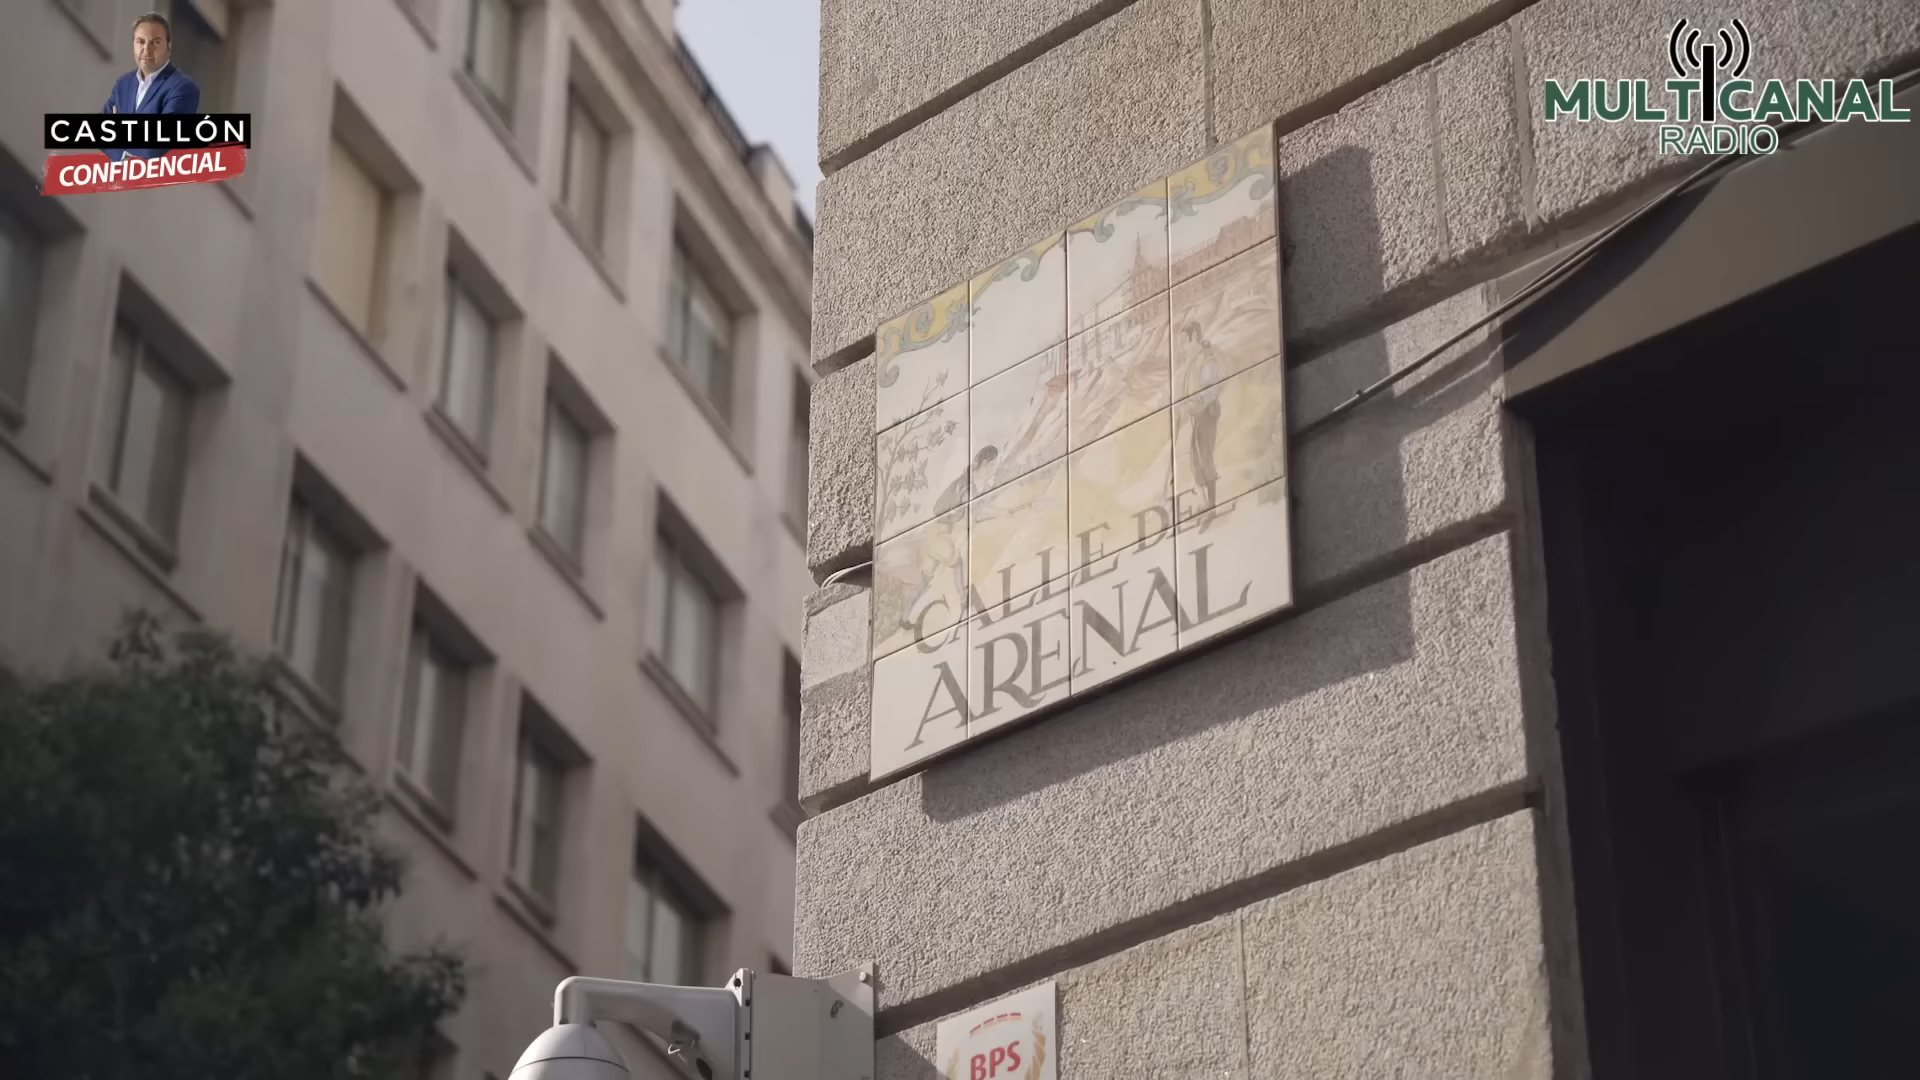 CASTILLÓN
CONFIDENCIAL
MULTICANAL
RADIO
CALLE DEL
ARENAL
BPS